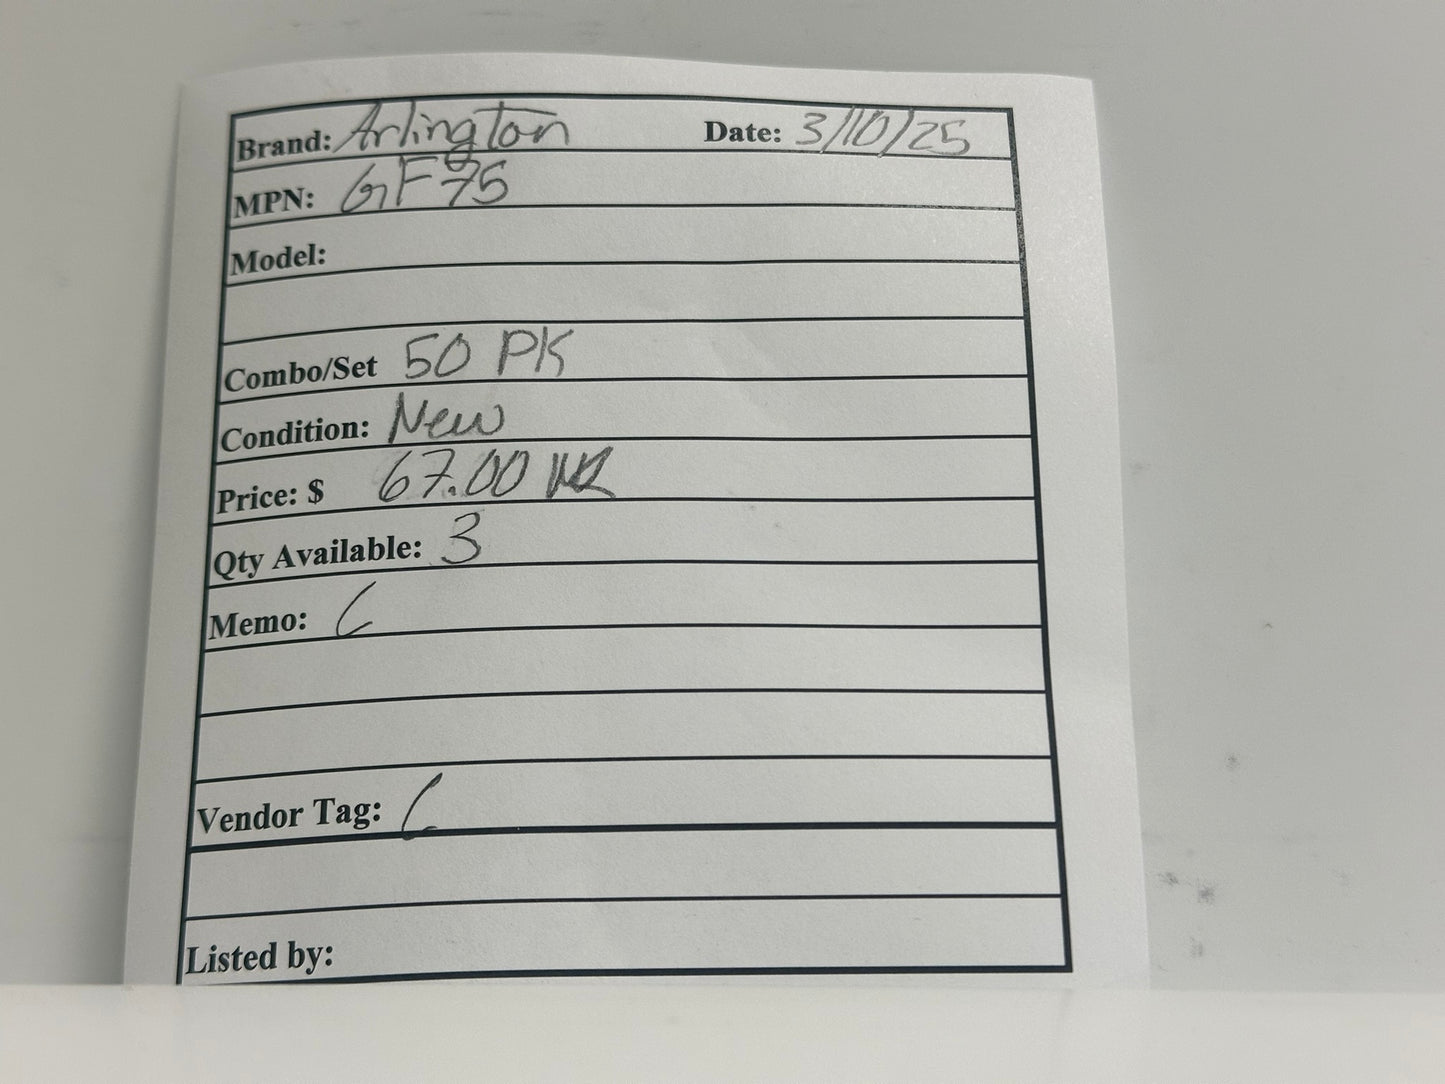 Brand: Arlington Date: 3/10/25
MPN: GF75
Model:
Combo/Set 50 PK
Condition: New
Price: $ 67.00
Qty Available: 3
Memo: C
Vendor Tag: C
Listed by: